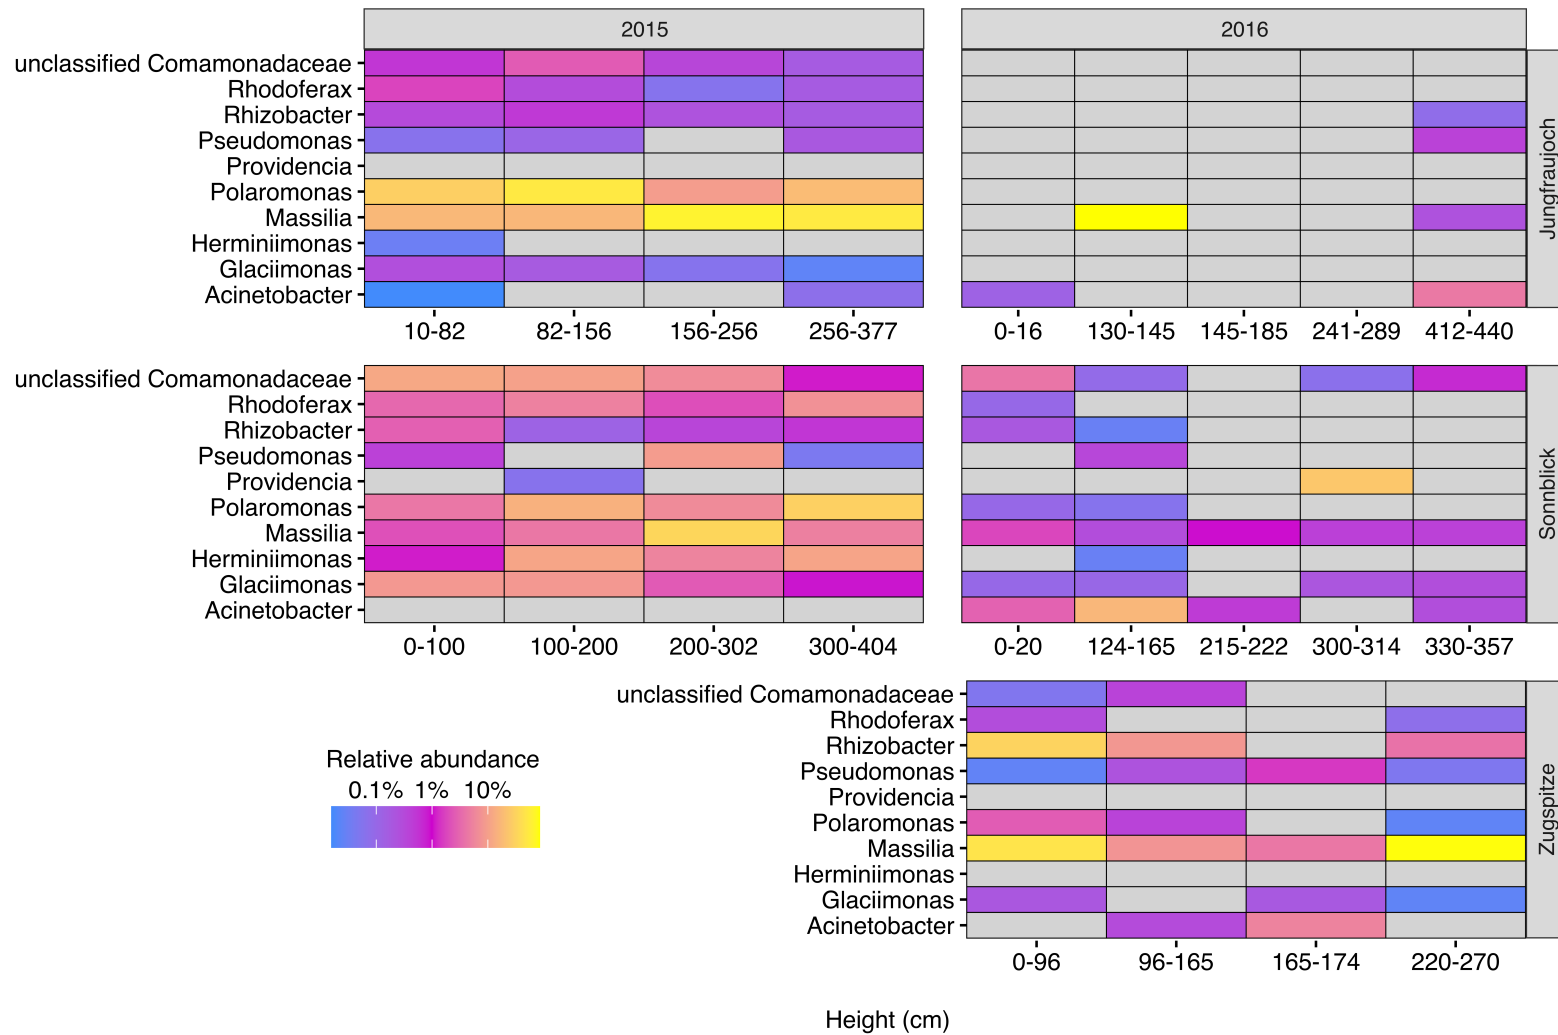 2015
2016
unclassified Comamonadaceae
Rhodoferax
Rhizobacter
Pseudomonas
Providencia
Polaromonas
Massilia
Herminiimonas
Glaciimonas
Acinetobacter
Jungfraujoch
10-82 82-156 156-256 256-377
0-16 130-145 145-185 241-289 412-440
unclassified Comamonadaceae
Rhodoferax
Rhizobacter
Pseudomonas
Providencia
Polaromonas
Massilia
Herminiimonas
Glaciimonas
Acinetobacter
Sonnblick
0-100 100-200 200-302 300-404
0-20 124-165 215-222 300-314 330-357
unclassified Comamonadaceae
Rhodoferax
Rhizobacter
Pseudomonas
Providencia
Polaromonas
Massilia
Herminiimonas
Glaciimonas
Acinetobacter
Zugspitze
0-96 96-165 165-174 220-270
Relative abundance
0.1% 1% 10%
Height (cm)